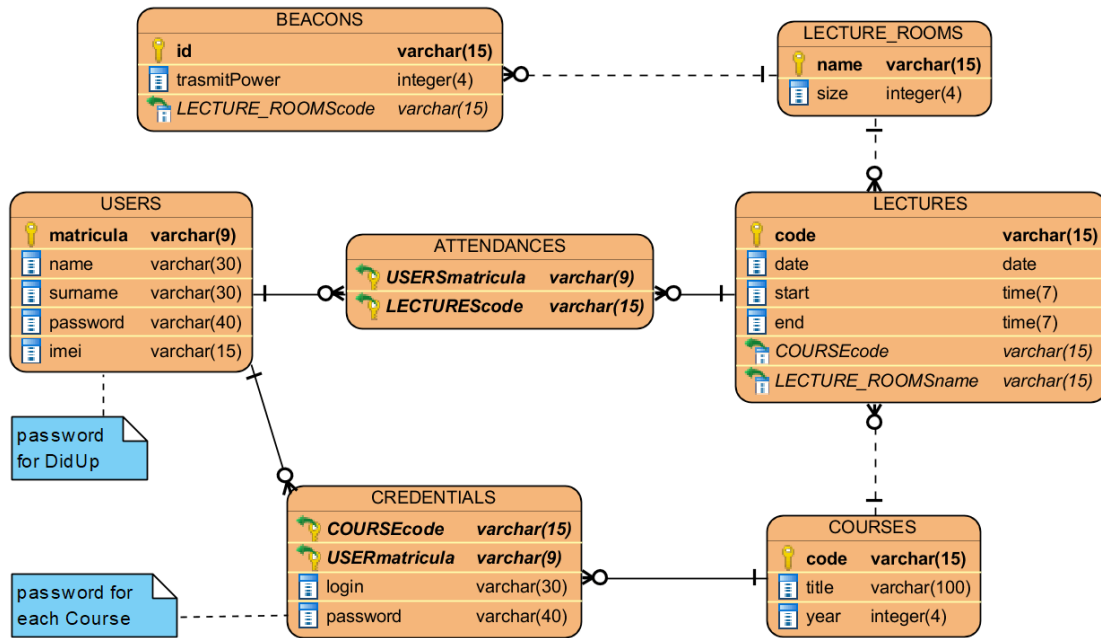 BEACONS
id varchar(15)
trasmitPower integer(4)
LECTURE_ROOMScode varchar(15)
LECTURE_ROOMS
name varchar(15)
size integer(4)
USERS
matricula varchar(9)
name varchar(30)
surname varchar(30)
password varchar(40)
imei varchar(15)
ATTENDANCES
USERSmatricula varchar(9)
LECTUREScode varchar(15)
LECTURES
code varchar(15)
date date
start time(7)
end time(7)
COURSEcode varchar(15)
LECTURE_ROOMSname varchar(15)
password
for DidUp
CREDENTIALS
COURSEcode varchar(15)
USERmatricula varchar(9)
login varchar(30)
password varchar(40)
COURSES
code varchar(15)
title varchar(100)
year integer(4)
password for
each Course